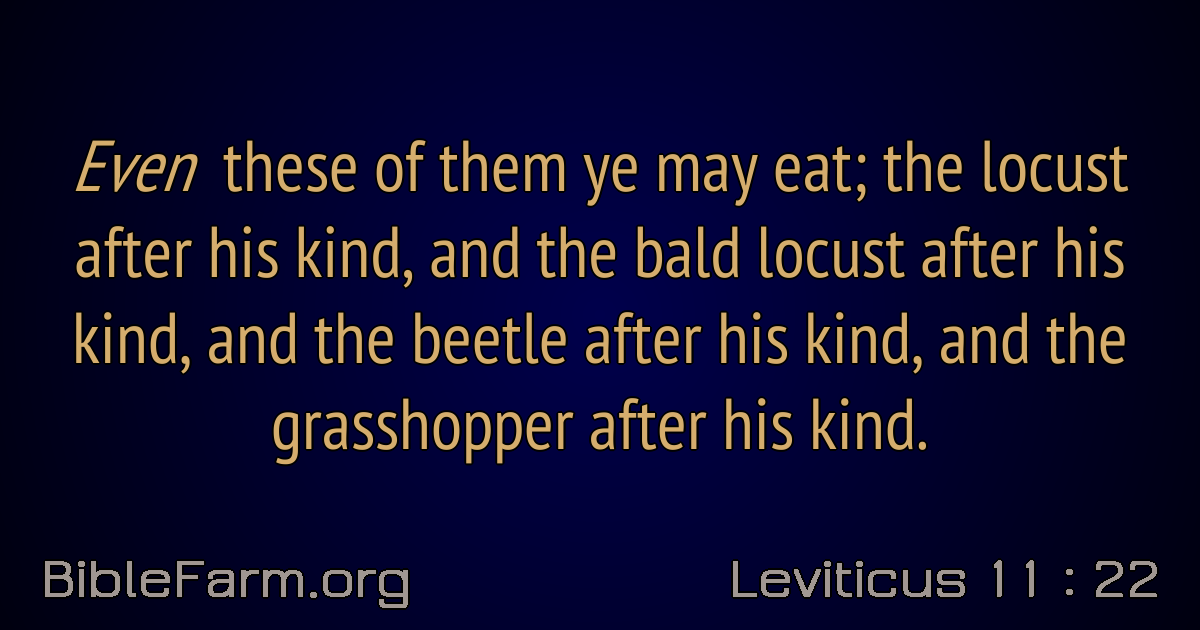 Even these of them ye may eat; the locust
after his kind, and the bald locust after his
kind, and the beetle after his kind, and the
grasshopper after his kind.
BibleFarm.org
Leviticus 11 : 22